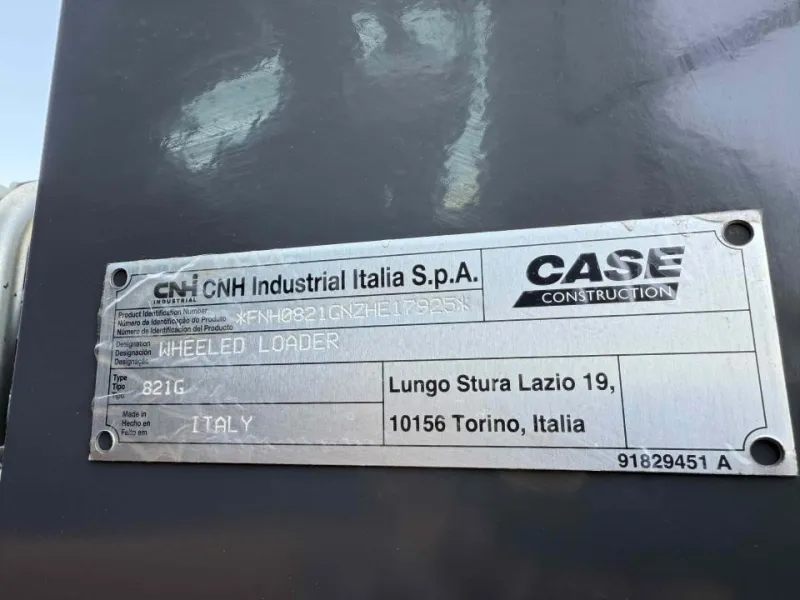 CNH
INDUSTRIAL
CNH Industrial Italia S.p.A.
CASE
CONSTRUCTION
Product Identification Number
Número de Identificação do Produto
Número de Identificación del Producto
*FNH0821GNZHE17925*
Designation
Designación
Designação
WHEELED LOADER
Type
Tipo
Tipo
821G
Lungo Stura Lazio 19,
10156 Torino, Italia
Made in
Hecho en
Feito em
ITALY
91829451 A